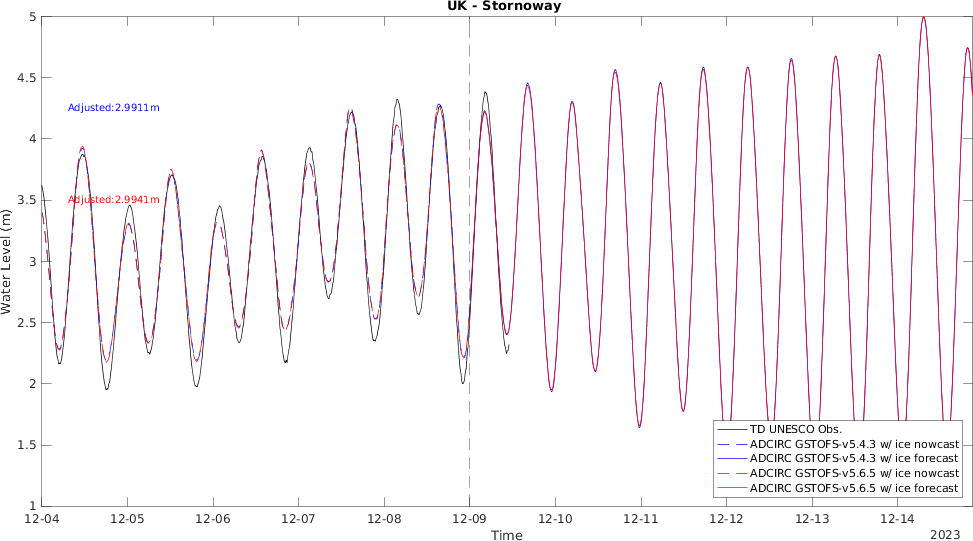 UK - Stornoway
5
4.5
4
3.5
3
2.5
2
1.5
1
Water Level (m)
Adjusted:2.9911m
Adjusted:2.9941m
TD UNESCO Obs.
ADCIRC GSTOFS-v5.4.3 w/ ice nowcast
ADCIRC GSTOFS-v5.4.3 w/ ice forecast
ADCIRC GSTOFS-v5.6.5 w/ ice nowcast
ADCIRC GSTOFS-v5.6.5 w/ ice forecast
12-04 12-05 12-06 12-07 12-08 12-09 12-10 12-11 12-12 12-13 12-14
Time
2023